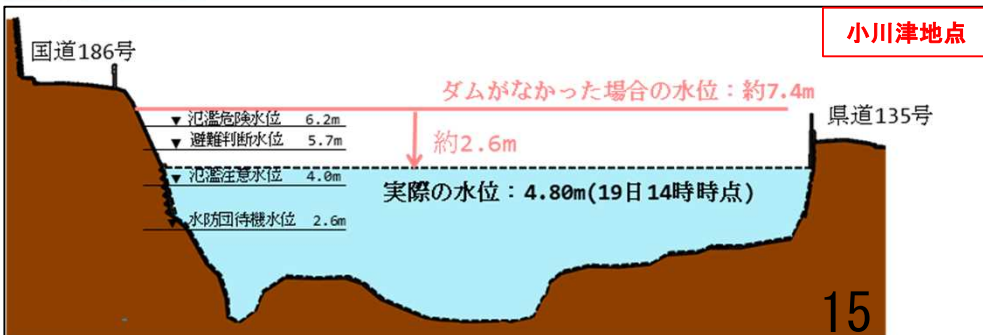 小川津地点
国道186号
ダムがなかった場合の水位：約7.4m
県道135号
▼ 氾濫危険水位 6.2m
▼ 避難判断水位 5.7m
約2.6m
▼ 氾濫注意水位 4.0m
実際の水位：4.80m(19日14時時点)
▼ 水防団待機水位 2.6m
15